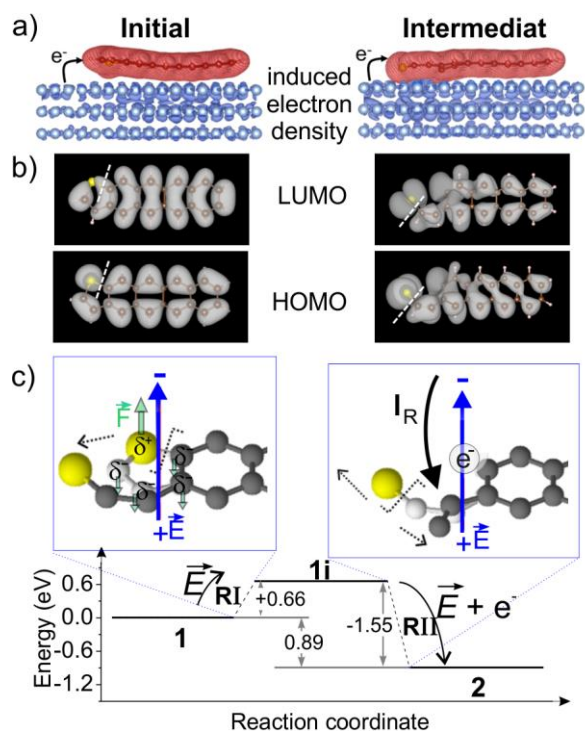 a) Initial Intermediat
e- e-
induced
electron
density
b)
LUMO
HOMO
c)
- -
F⃗ I_R
δ+ e-
δ- δ-
δ- δ-
+E⃗ +E⃗
Energy (eV)
0.6
0.0
-0.6
-1.2
1 E⃗ RI +0.66 1i
0.89 -1.55 RII E⃗ + e-
2
Reaction coordinate